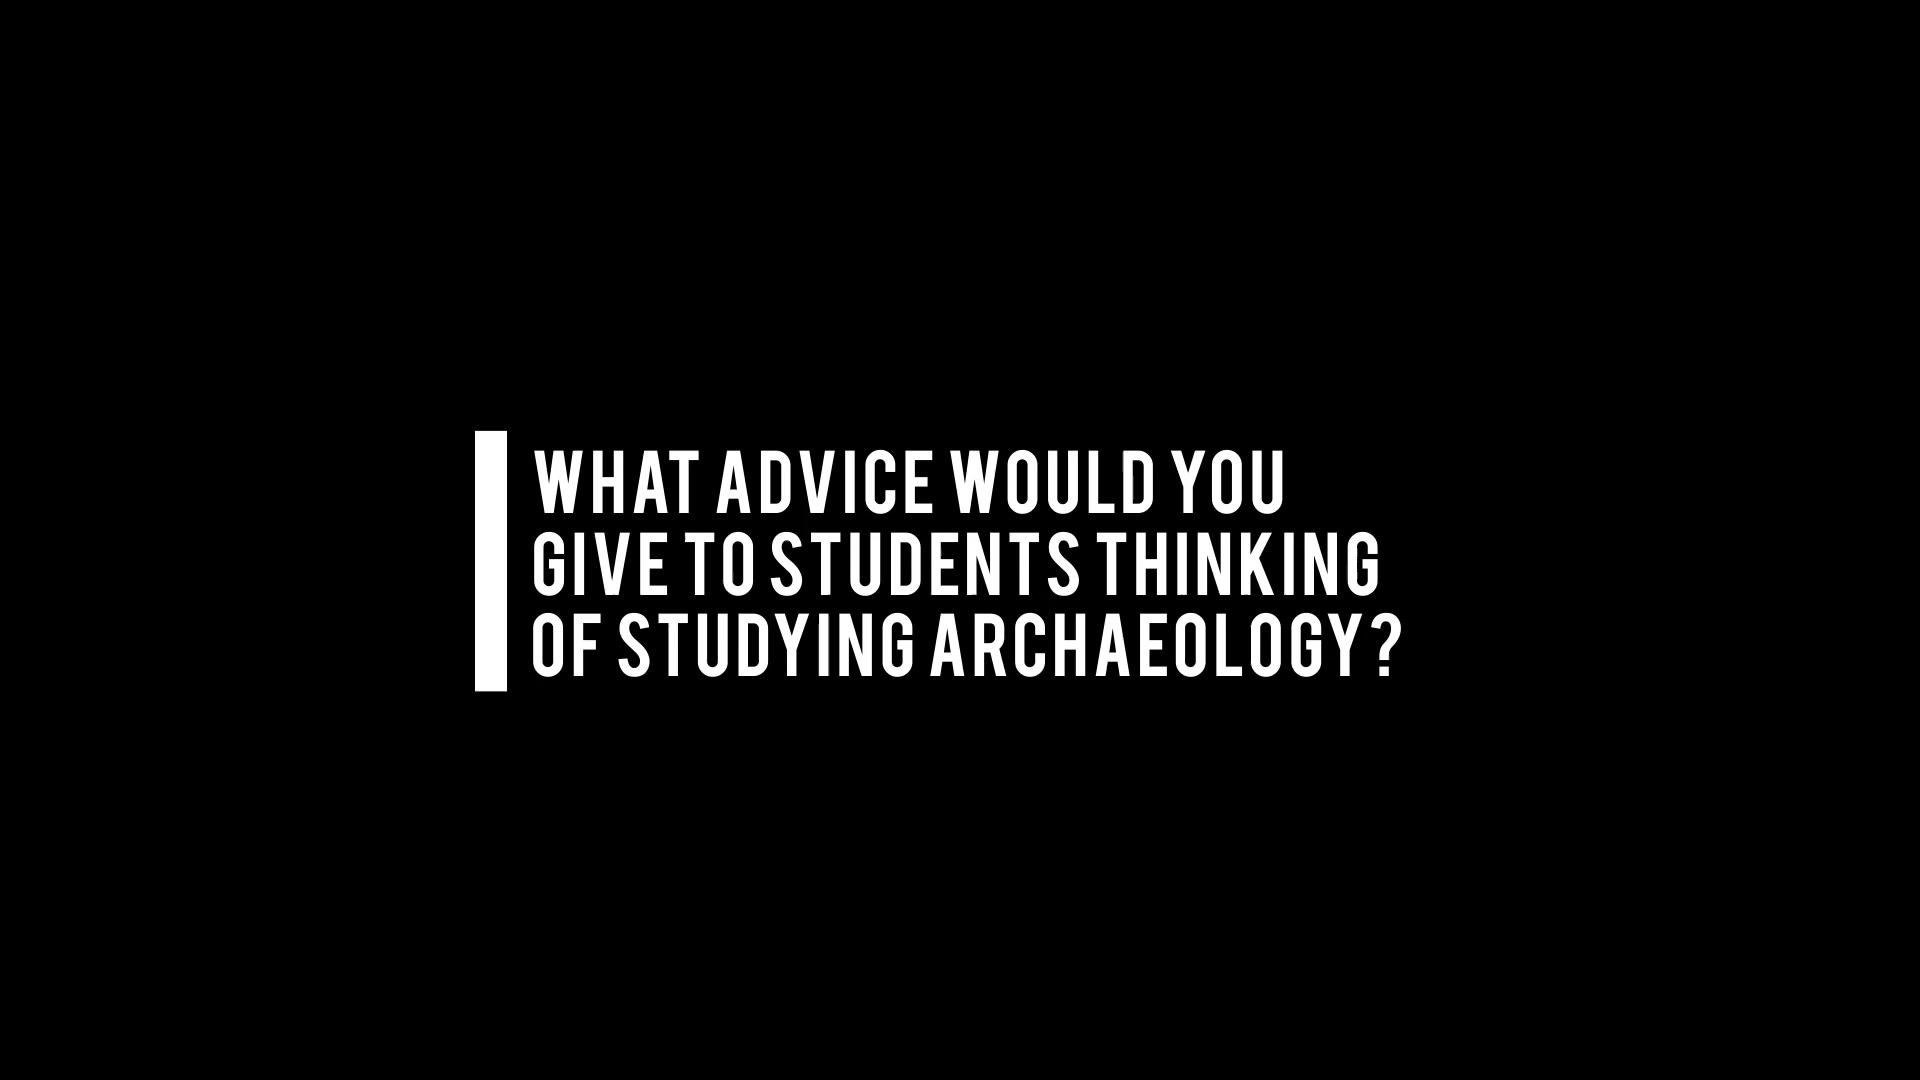 WHAT ADVICE WOULD YOU
GIVE TO STUDENTS THINKING
OF STUDYING ARCHAEOLOGY?